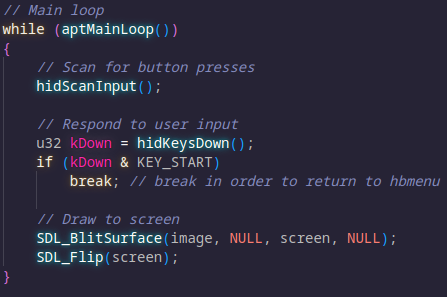 // Main loop
while (aptMainLoop())
{
    // Scan for button presses
    hidScanInput();

    // Respond to user input
    u32 kDown = hidKeysDown();
    if (kDown & KEY_START)
        break; // break in order to return to hbmenu

    // Draw to screen
    SDL_BlitSurface(image, NULL, screen, NULL);
    SDL_Flip(screen);
}